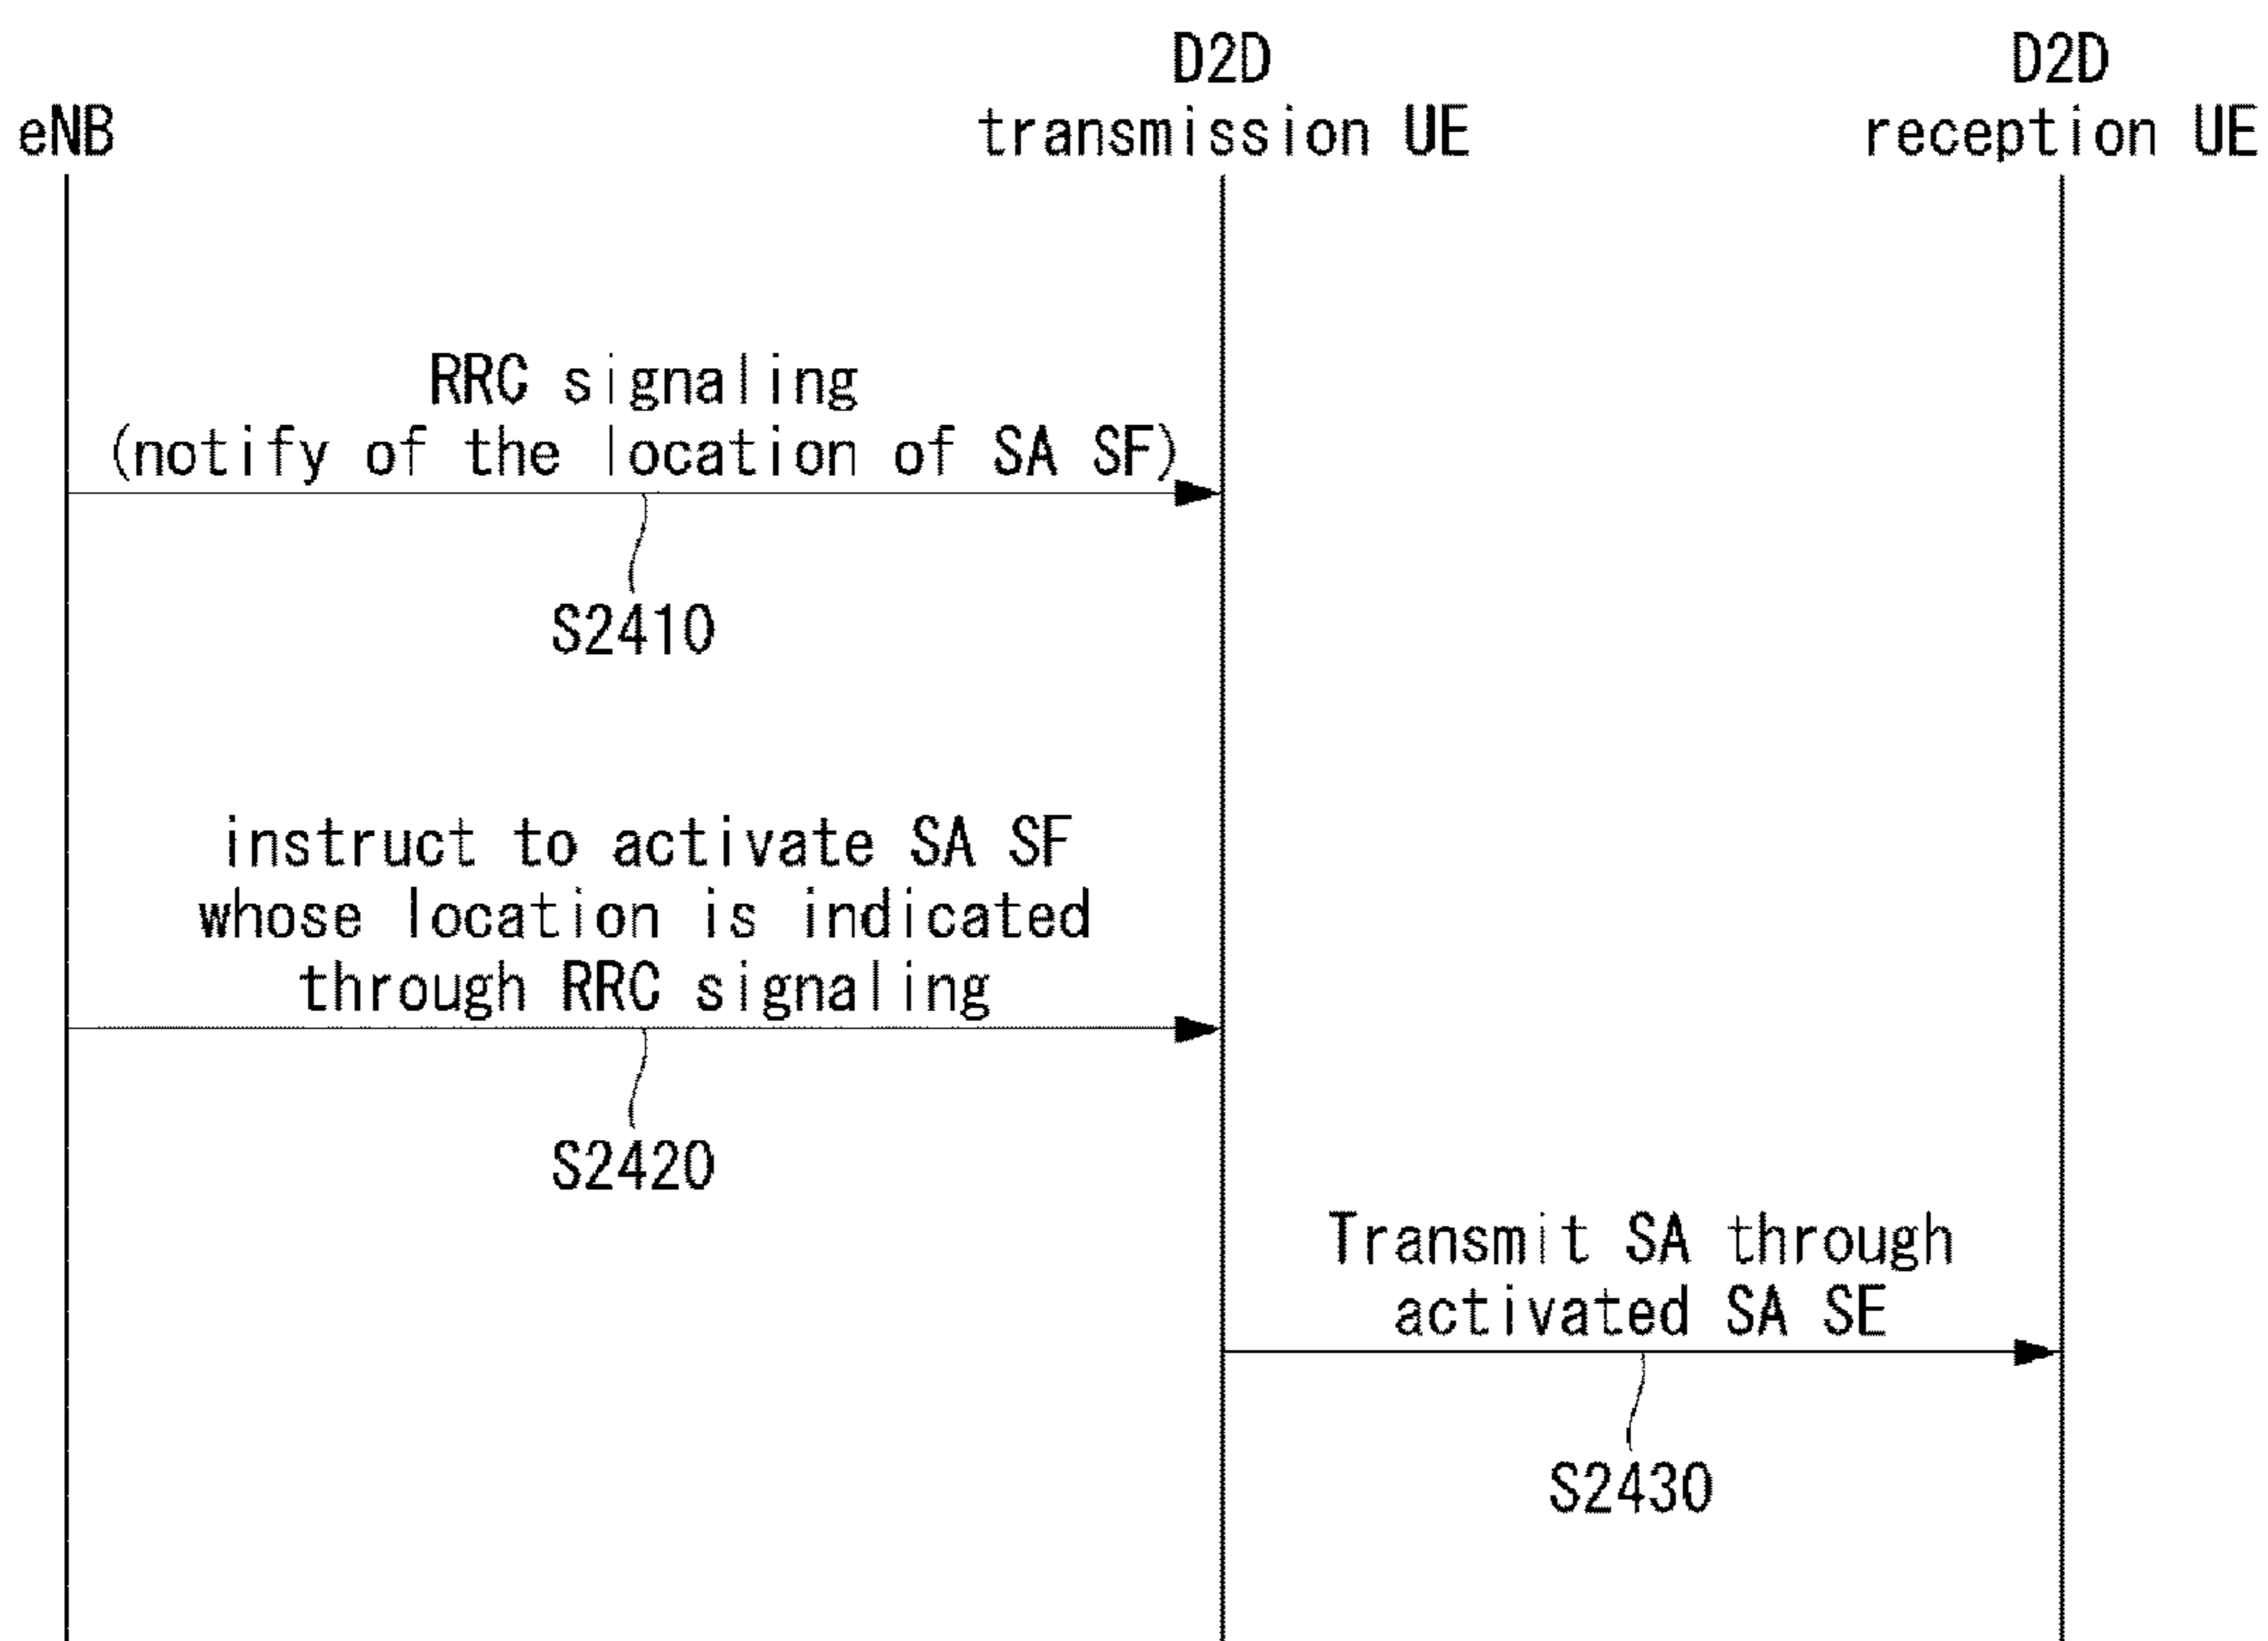 eNB
D2D
transmission UE
D2D
reception UE
RRC signaling
(notify of the location of SA SF)
S2410
instruct to activate SA SF
whose location is indicated
through RRC signaling
S2420
Transmit SA through
activated SA SE
S2430